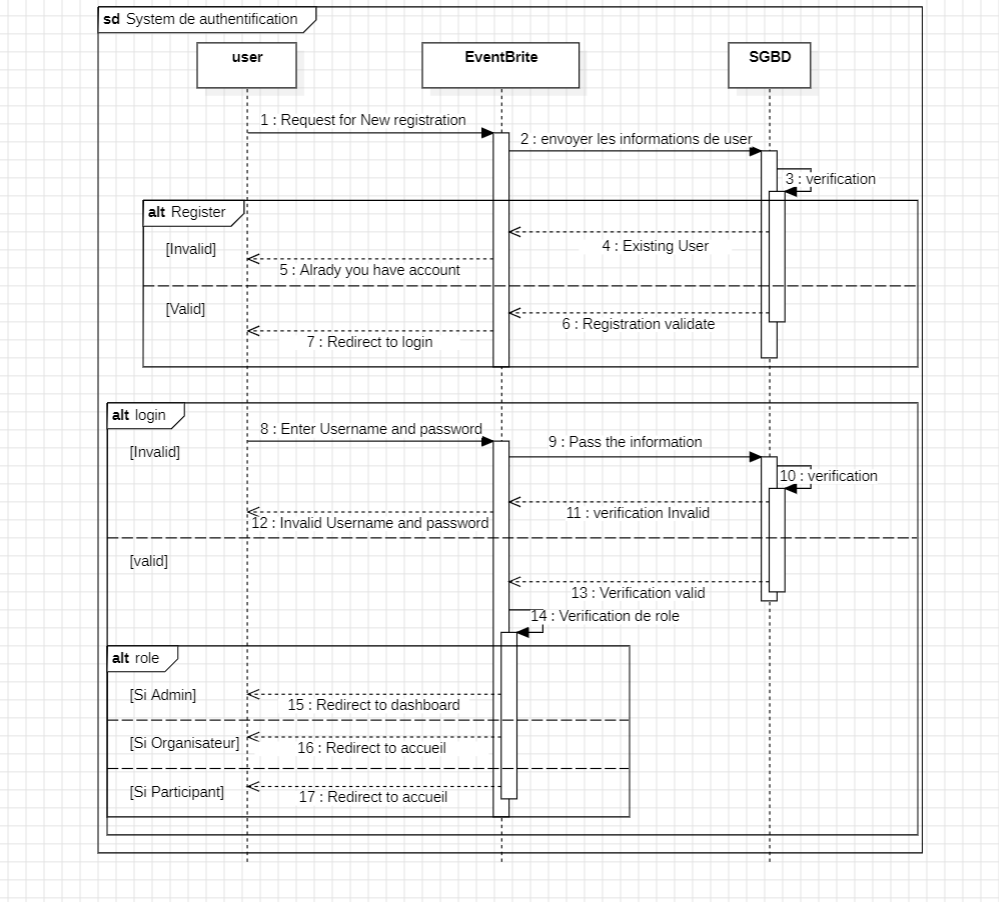 sd System de authentification
user
EventBrite
SGBD
1 : Request for New registration
2 : envoyer les informations de user
3 : verification
alt Register
[Invalid]
4 : Existing User
5 : Alrady you have account
[Valid]
6 : Registration validate
7 : Redirect to login
alt login
8 : Enter Username and password
9 : Pass the information
[Invalid]
10 : verification
11 : verification Invalid
12 : Invalid Username and password
[valid]
13 : Verification valid
14 : Verification de role
alt role
[Si Admin]
15 : Redirect to dashboard
[Si Organisateur]
16 : Redirect to accueil
[Si Participant]
17 : Redirect to accueil